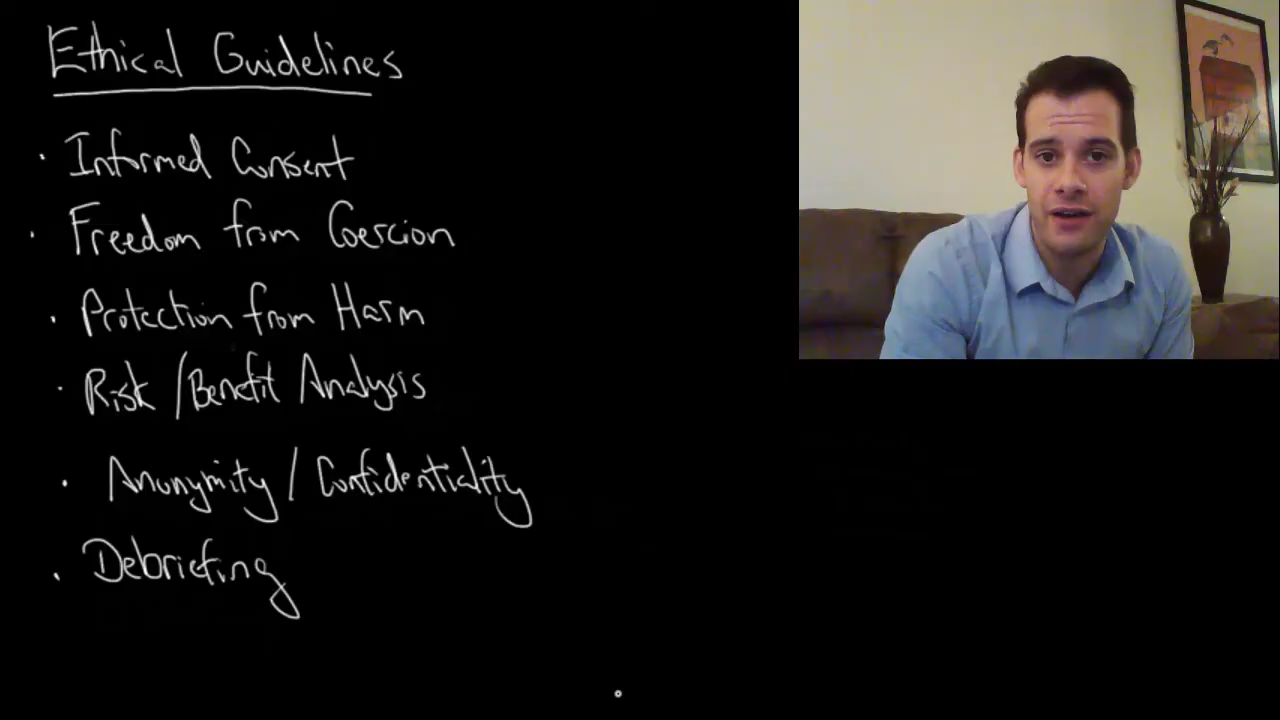 Ethical Guidelines
· Informed Consent
· Freedom from Coercion
· Protection from Harm
· Risk / Benefit Analysis
· Anonymity / Confidentiality
· Debriefing